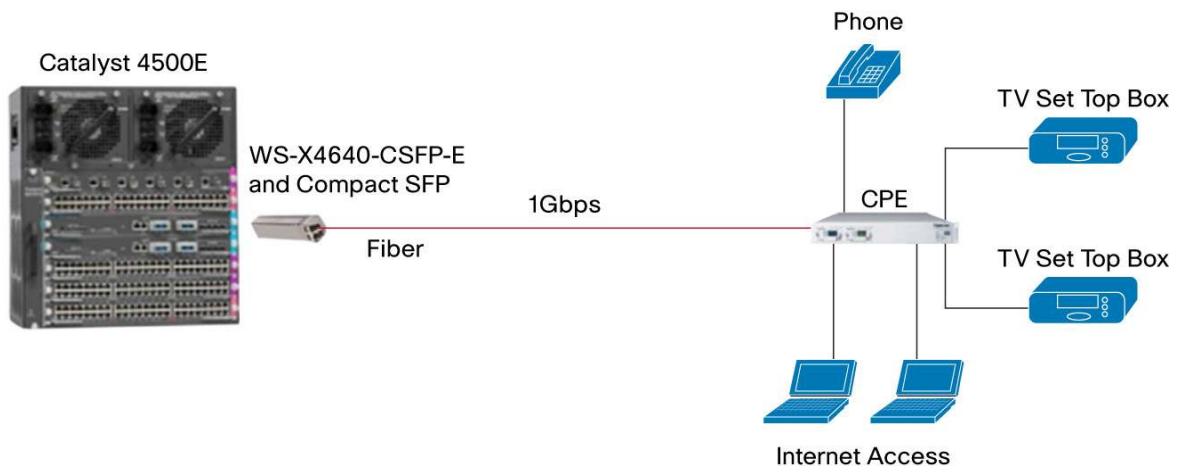 Phone
Catalyst 4500E
TV Set Top Box
WS-X4640-CSFP-E
and Compact SFP
1Gbps
CPE
Fiber
TV Set Top Box
Internet Access